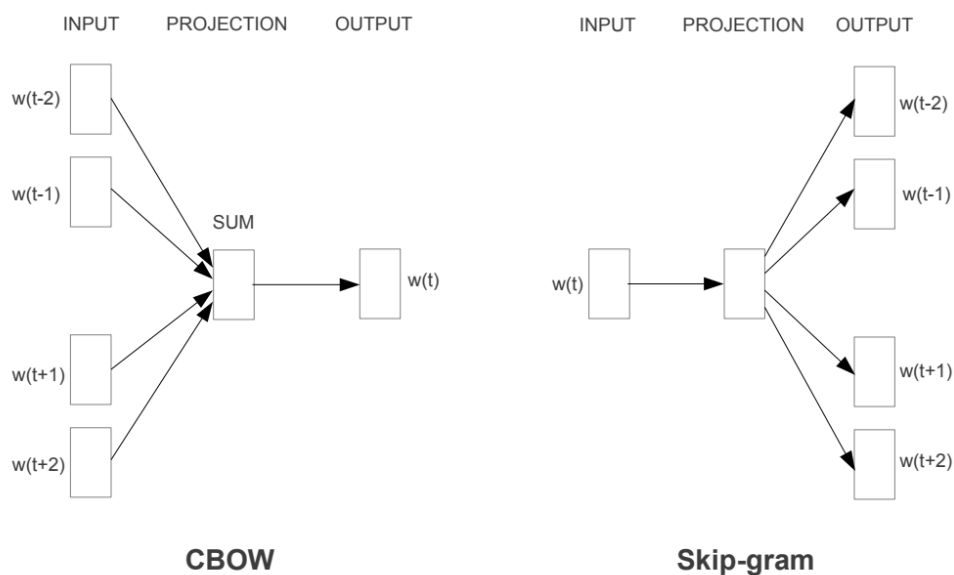 INPUT PROJECTION OUTPUT
w(t-2)
w(t-1)
SUM
w(t)
w(t+1)
w(t+2)
CBOW
INPUT PROJECTION OUTPUT
w(t-2)
w(t-1)
w(t)
w(t+1)
w(t+2)
Skip-gram